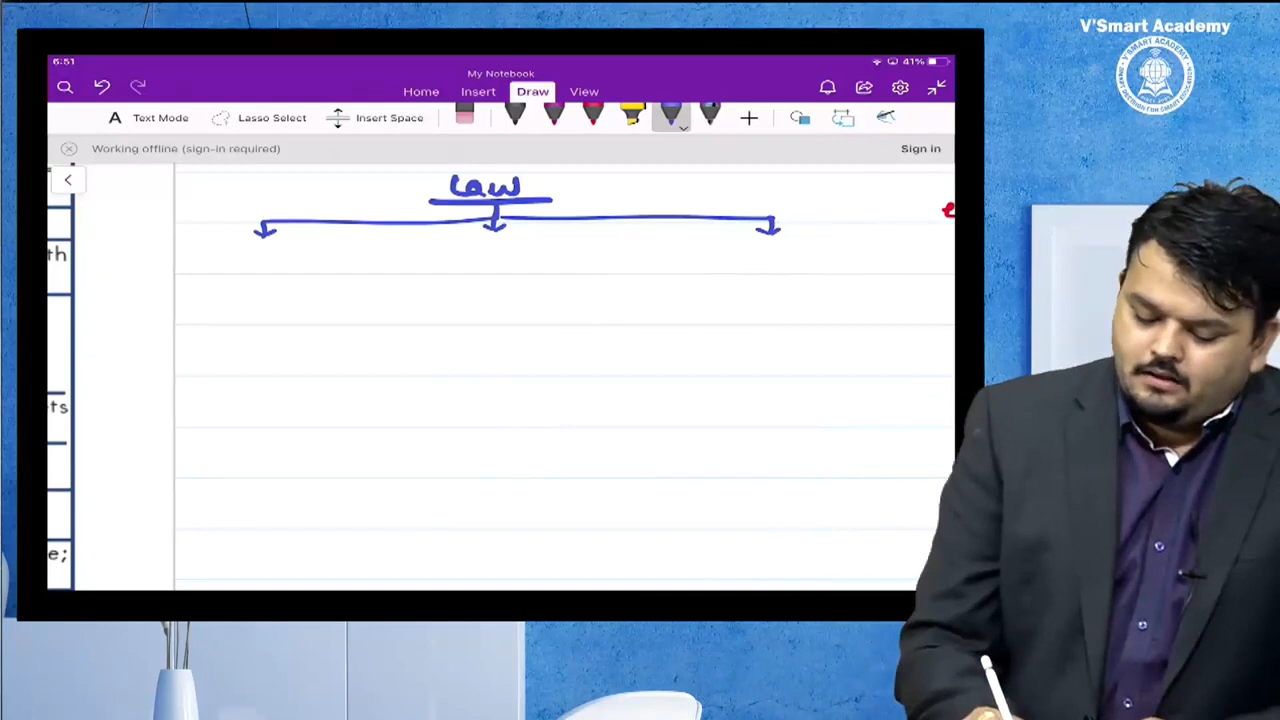 V'Smart Academy
6:51
41%
My Notebook
Home Insert Draw View
A Text Mode Lasso Select Insert Space
Working offline (sign-in required) Sign in
Law
th
ts
e;